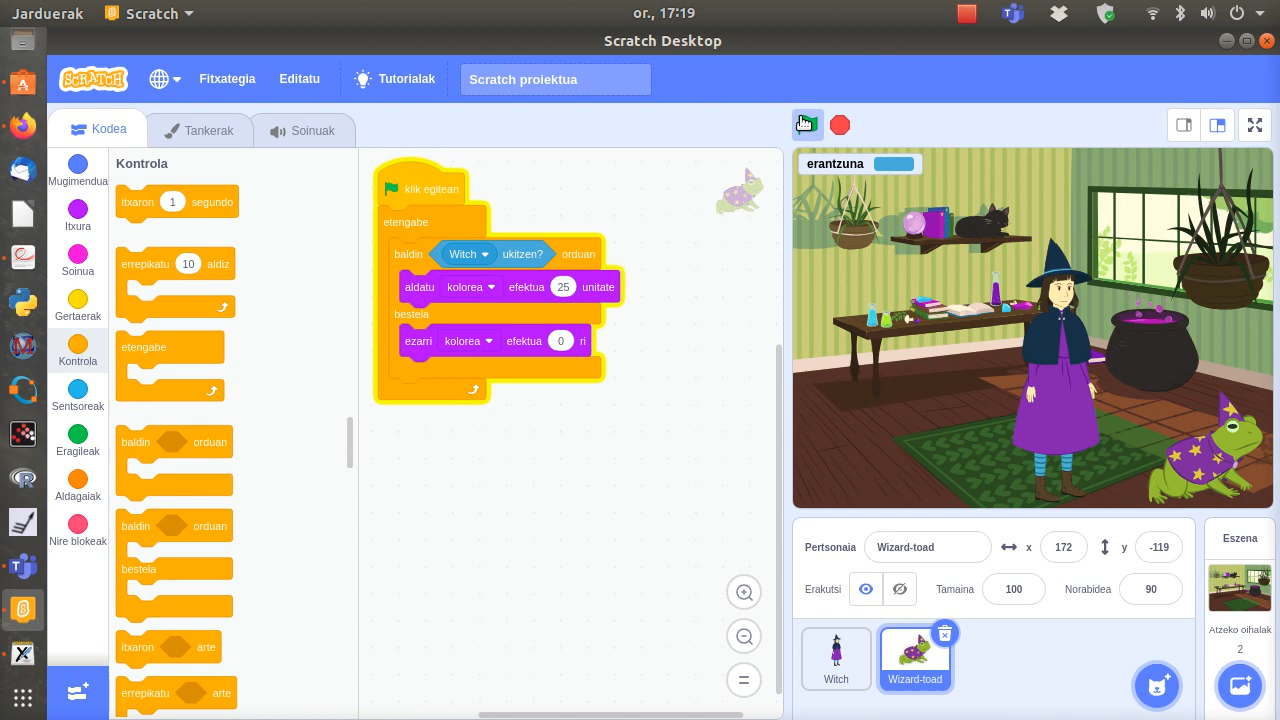 Jarduerak
Scratch
or., 17:19
Scratch Desktop
SCRATCH
Fitxategia
Editatu
Tutorialak
Scratch proiektua
Kodea
Tankerak
Soinuak
Mugimendua
Itxura
Soinua
Gertaerak
Kontrola
Sentsoreak
Eragileak
Aldagaiak
Nire blokeak
Kontrola
itxaron 1 segundo
errepikatu 10 aldiz
etengabe
baldin orduan
baldin orduan
bestela
itxaron arte
errepikatu arte
klik egitean
etengabe
baldin Witch ukitzen? orduan
aldatu kolorea efektua 25 unitate
bestela
ezarri kolorea efektua 0 ri
erantzuna
Pertsonaia Wizard-toad x 172 y -119
Erakutsi Tamaina 100 Norabidea 90
Witch
Wizard-toad
Eszena
Atzeko oihalak
2